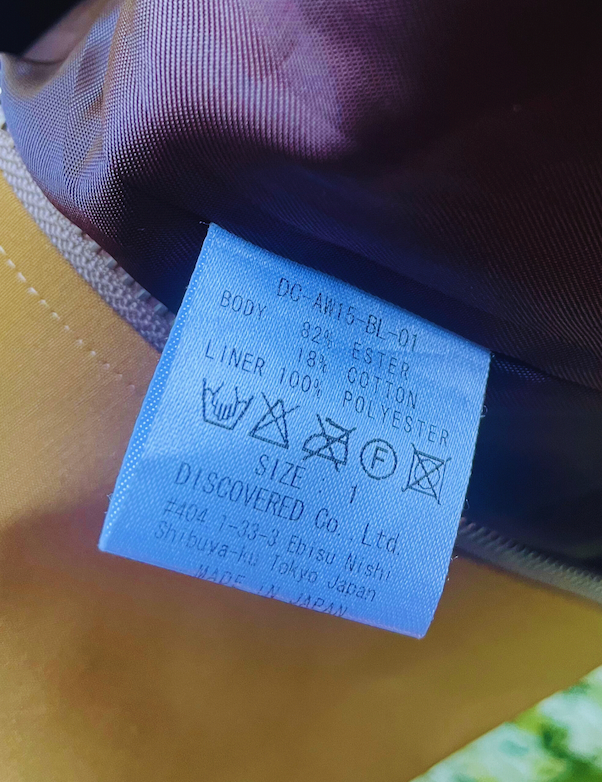 DC-AW15-BL-01
BODY 82% ESTER
18% COTTON
LINER 100% POLYESTER
F
SIZE : 1
DISCOVERED Co., Ltd.
#404 1-33-3 Ebisu Nishi
Shibuya-ku Tokyo Japan
MADE IN JAPAN